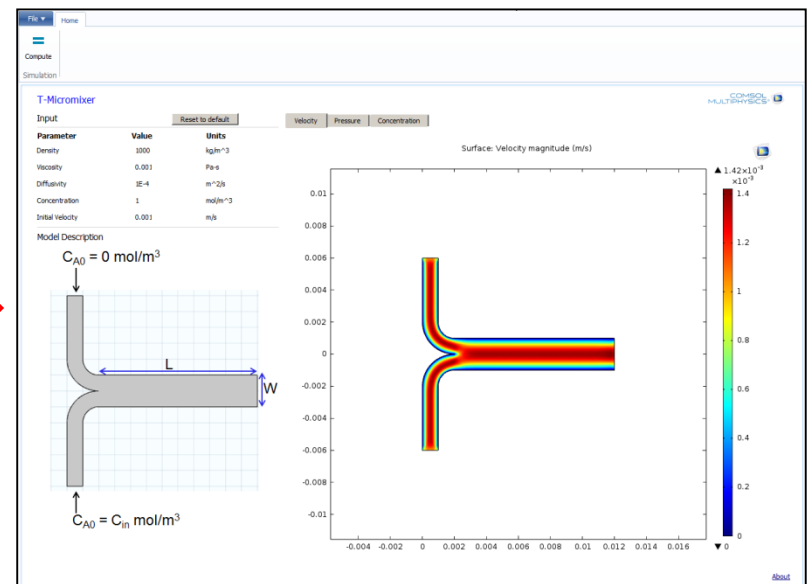 File ▾ Home
Compute
Simulation
T-Micromixer
COMSOL
MULTIPHYSICS®
Input Reset to default
Velocity Pressure Concentration
Parameter Value Units
Density 1000 kg/m^3
Viscosity 0.001 Pa·s
Diffusivity 1E-4 m^2/s
Concentration 1 mol/m^3
Initial Velocity 0.001 m/s
Model Description
C_A0 = 0 mol/m³
L
W
C_A0 = C_in mol/m³
Surface: Velocity magnitude (m/s)
▲ 1.42×10⁻³
×10⁻³
0.01
0.008
0.006
0.004
0.002
0
-0.002
-0.004
-0.006
-0.008
-0.01
-0.004 -0.002 0 0.002 0.004 0.006 0.008 0.01 0.012 0.014 0.016
1.4
1.2
1
0.8
0.6
0.4
0.2
0
▼ 0
About